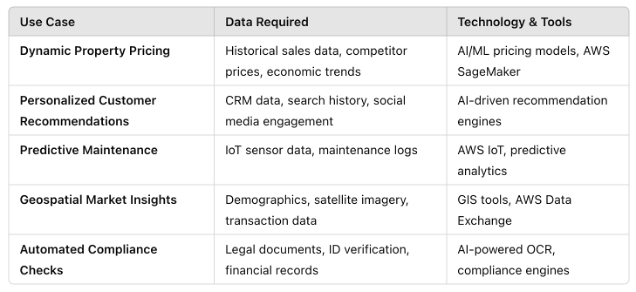 Use Case Data Required Technology & Tools
Dynamic Property Pricing Historical sales data, competitor AI/ML pricing models, AWS
prices, economic trends SageMaker
Personalized Customer CRM data, search history, social AI-driven recommendation
Recommendations media engagement engines
Predictive Maintenance IoT sensor data, maintenance logs AWS IoT, predictive
analytics
Geospatial Market Insights Demographics, satellite imagery, GIS tools, AWS Data
transaction data Exchange
Automated Compliance Legal documents, ID verification, AI-powered OCR,
Checks financial records compliance engines